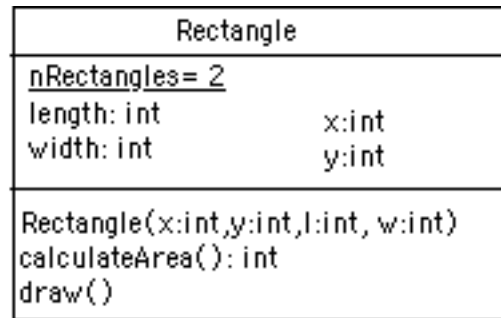 Rectangle
nRectangles= 2
length: int
x:int
width: int
y:int
Rectangle(x:int,y:int,l:int, w:int)
calculateArea(): int
draw()